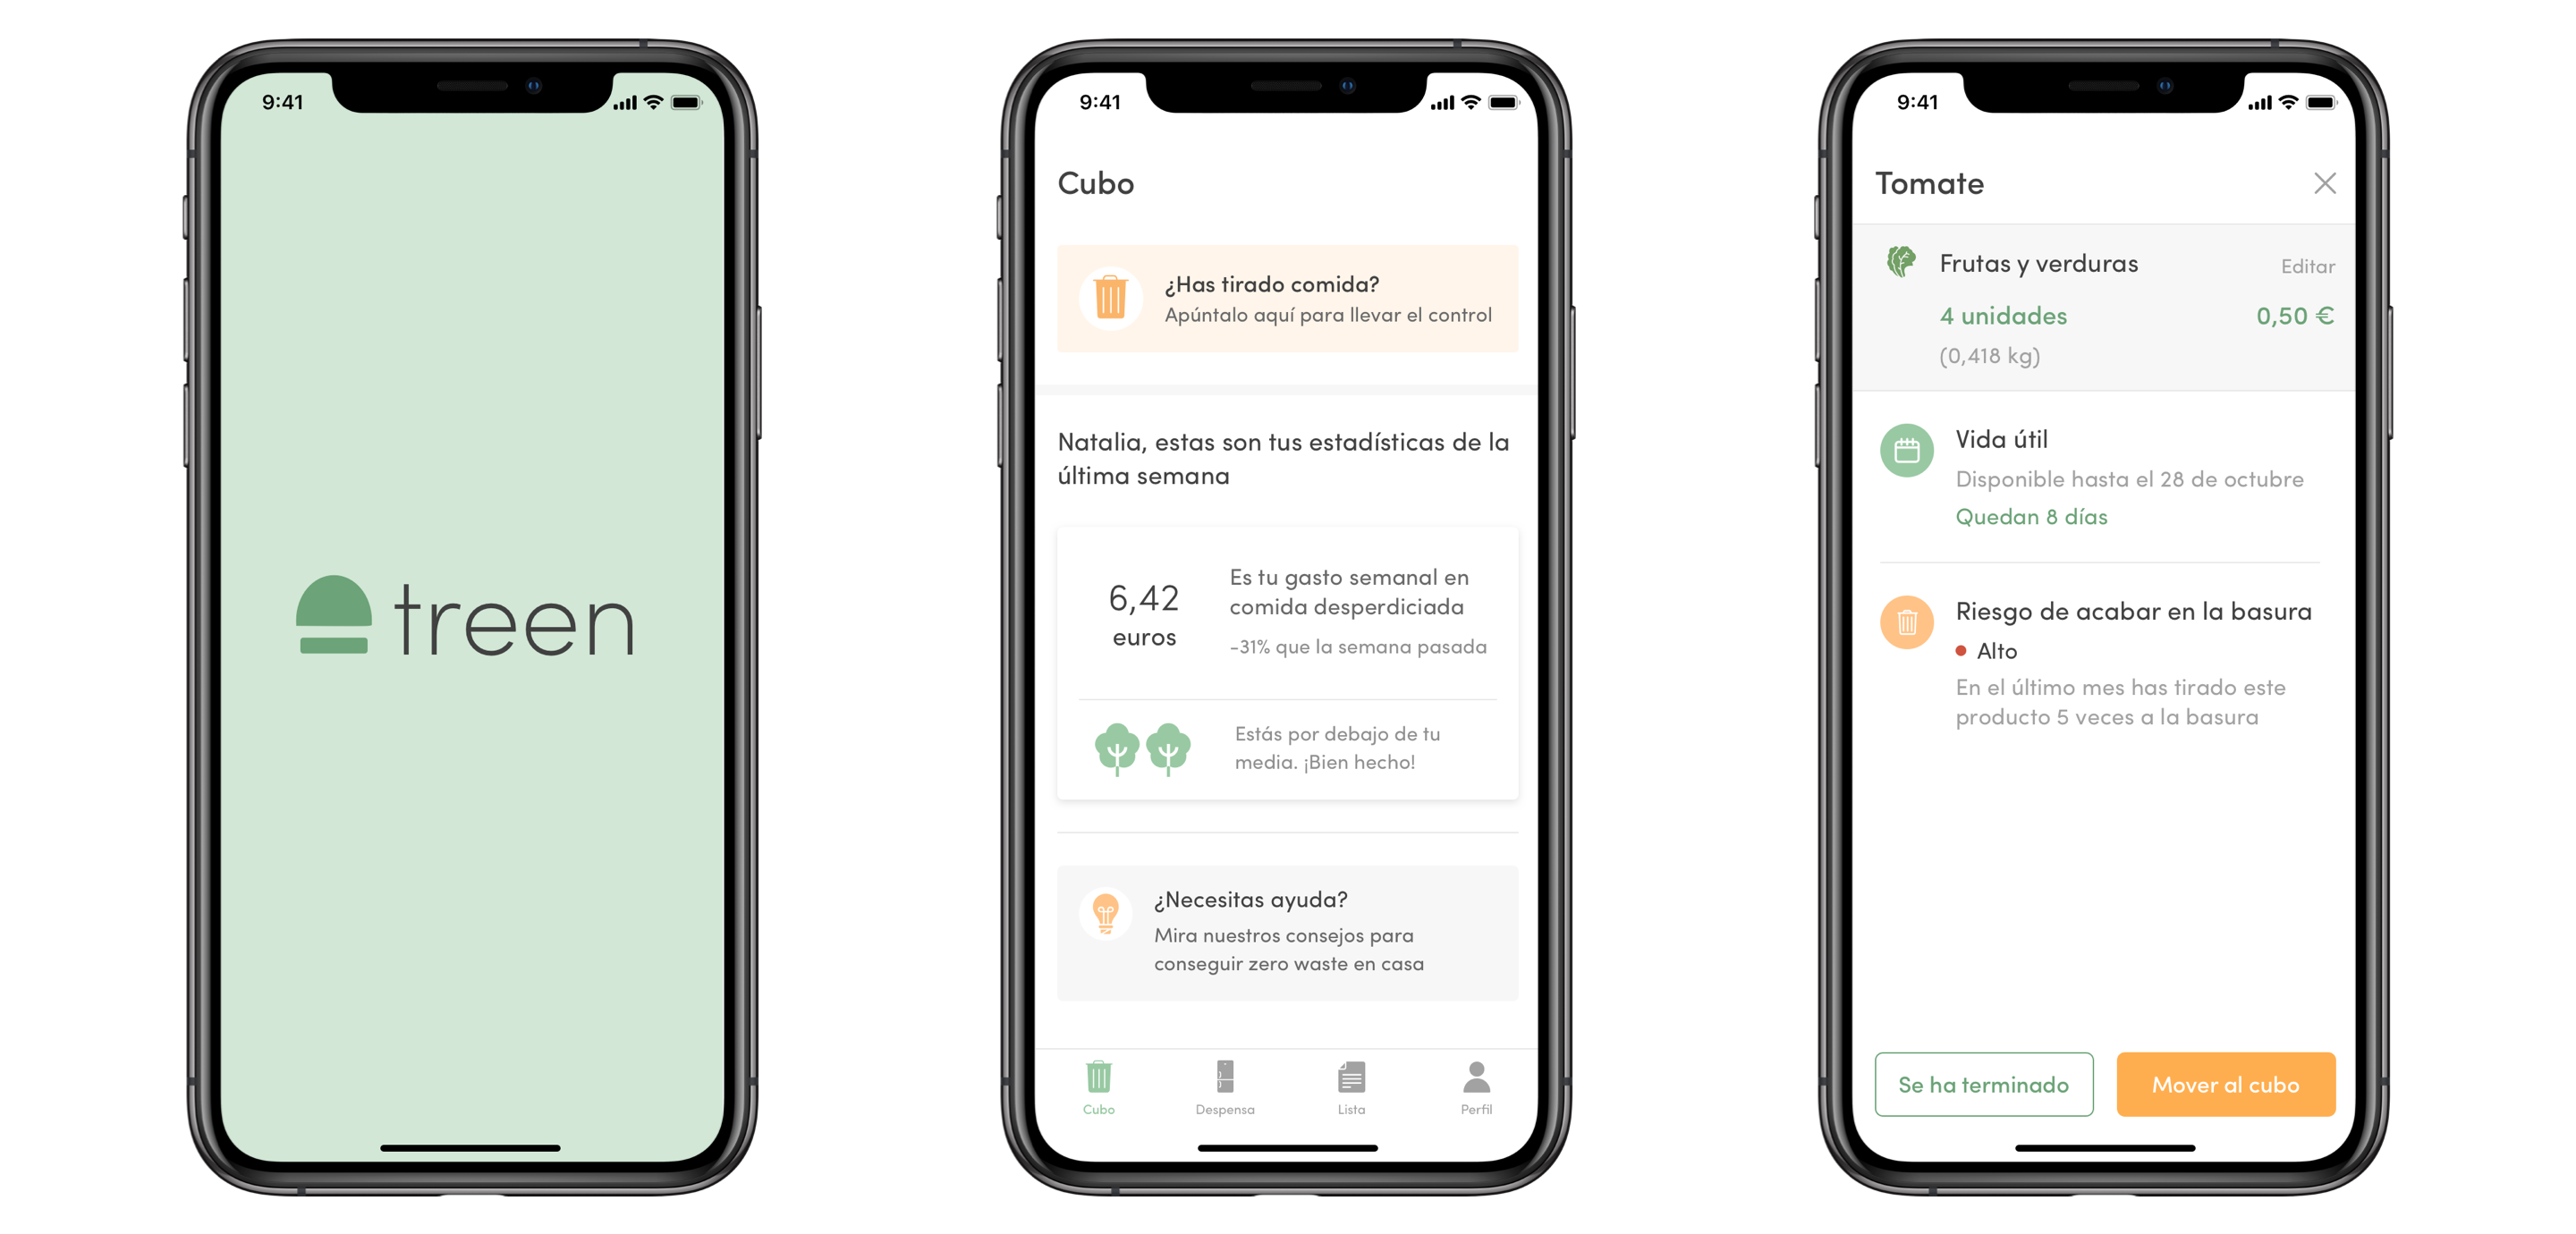 9:41
treen
9:41
Cubo
¿Has tirado comida?
Apúntalo aquí para llevar el control
Natalia, estas son tus estadísticas de la
última semana
6,42
euros
Es tu gasto semanal en
comida desperdiciada
-31% que la semana pasada
Estás por debajo de tu
media. ¡Bien hecho!
¿Necesitas ayuda?
Mira nuestros consejos para
conseguir zero waste en casa
Cubo
Despensa
Lista
Perfil
9:41
Tomate
Frutas y verduras
Editar
4 unidades
0,50 €
(0,418 kg)
Vida útil
Disponible hasta el 28 de octubre
Quedan 8 días
Riesgo de acabar en la basura
Alto
En el último mes has tirado este
producto 5 veces a la basura
Se ha terminado
Mover al cubo